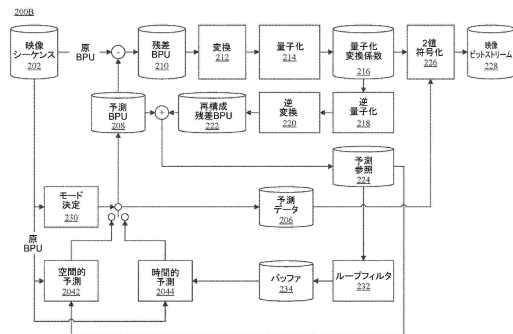 200B
映像
シーケンス
202
原
BPU
-
残差
BPU
210
変換
212
量子化
214
量子化
変換係数
216
2値
符号化
226
映像
ビットストリーム
228
予測
BPU
208
+
再構成
残差BPU
222
逆
変換
220
逆
量子化
218
予測
参照
224
モード
決定
230
予測
データ
206
原
BPU
空間的
予測
2042
時間的
予測
2044
バッファ
234
ループフィルタ
232